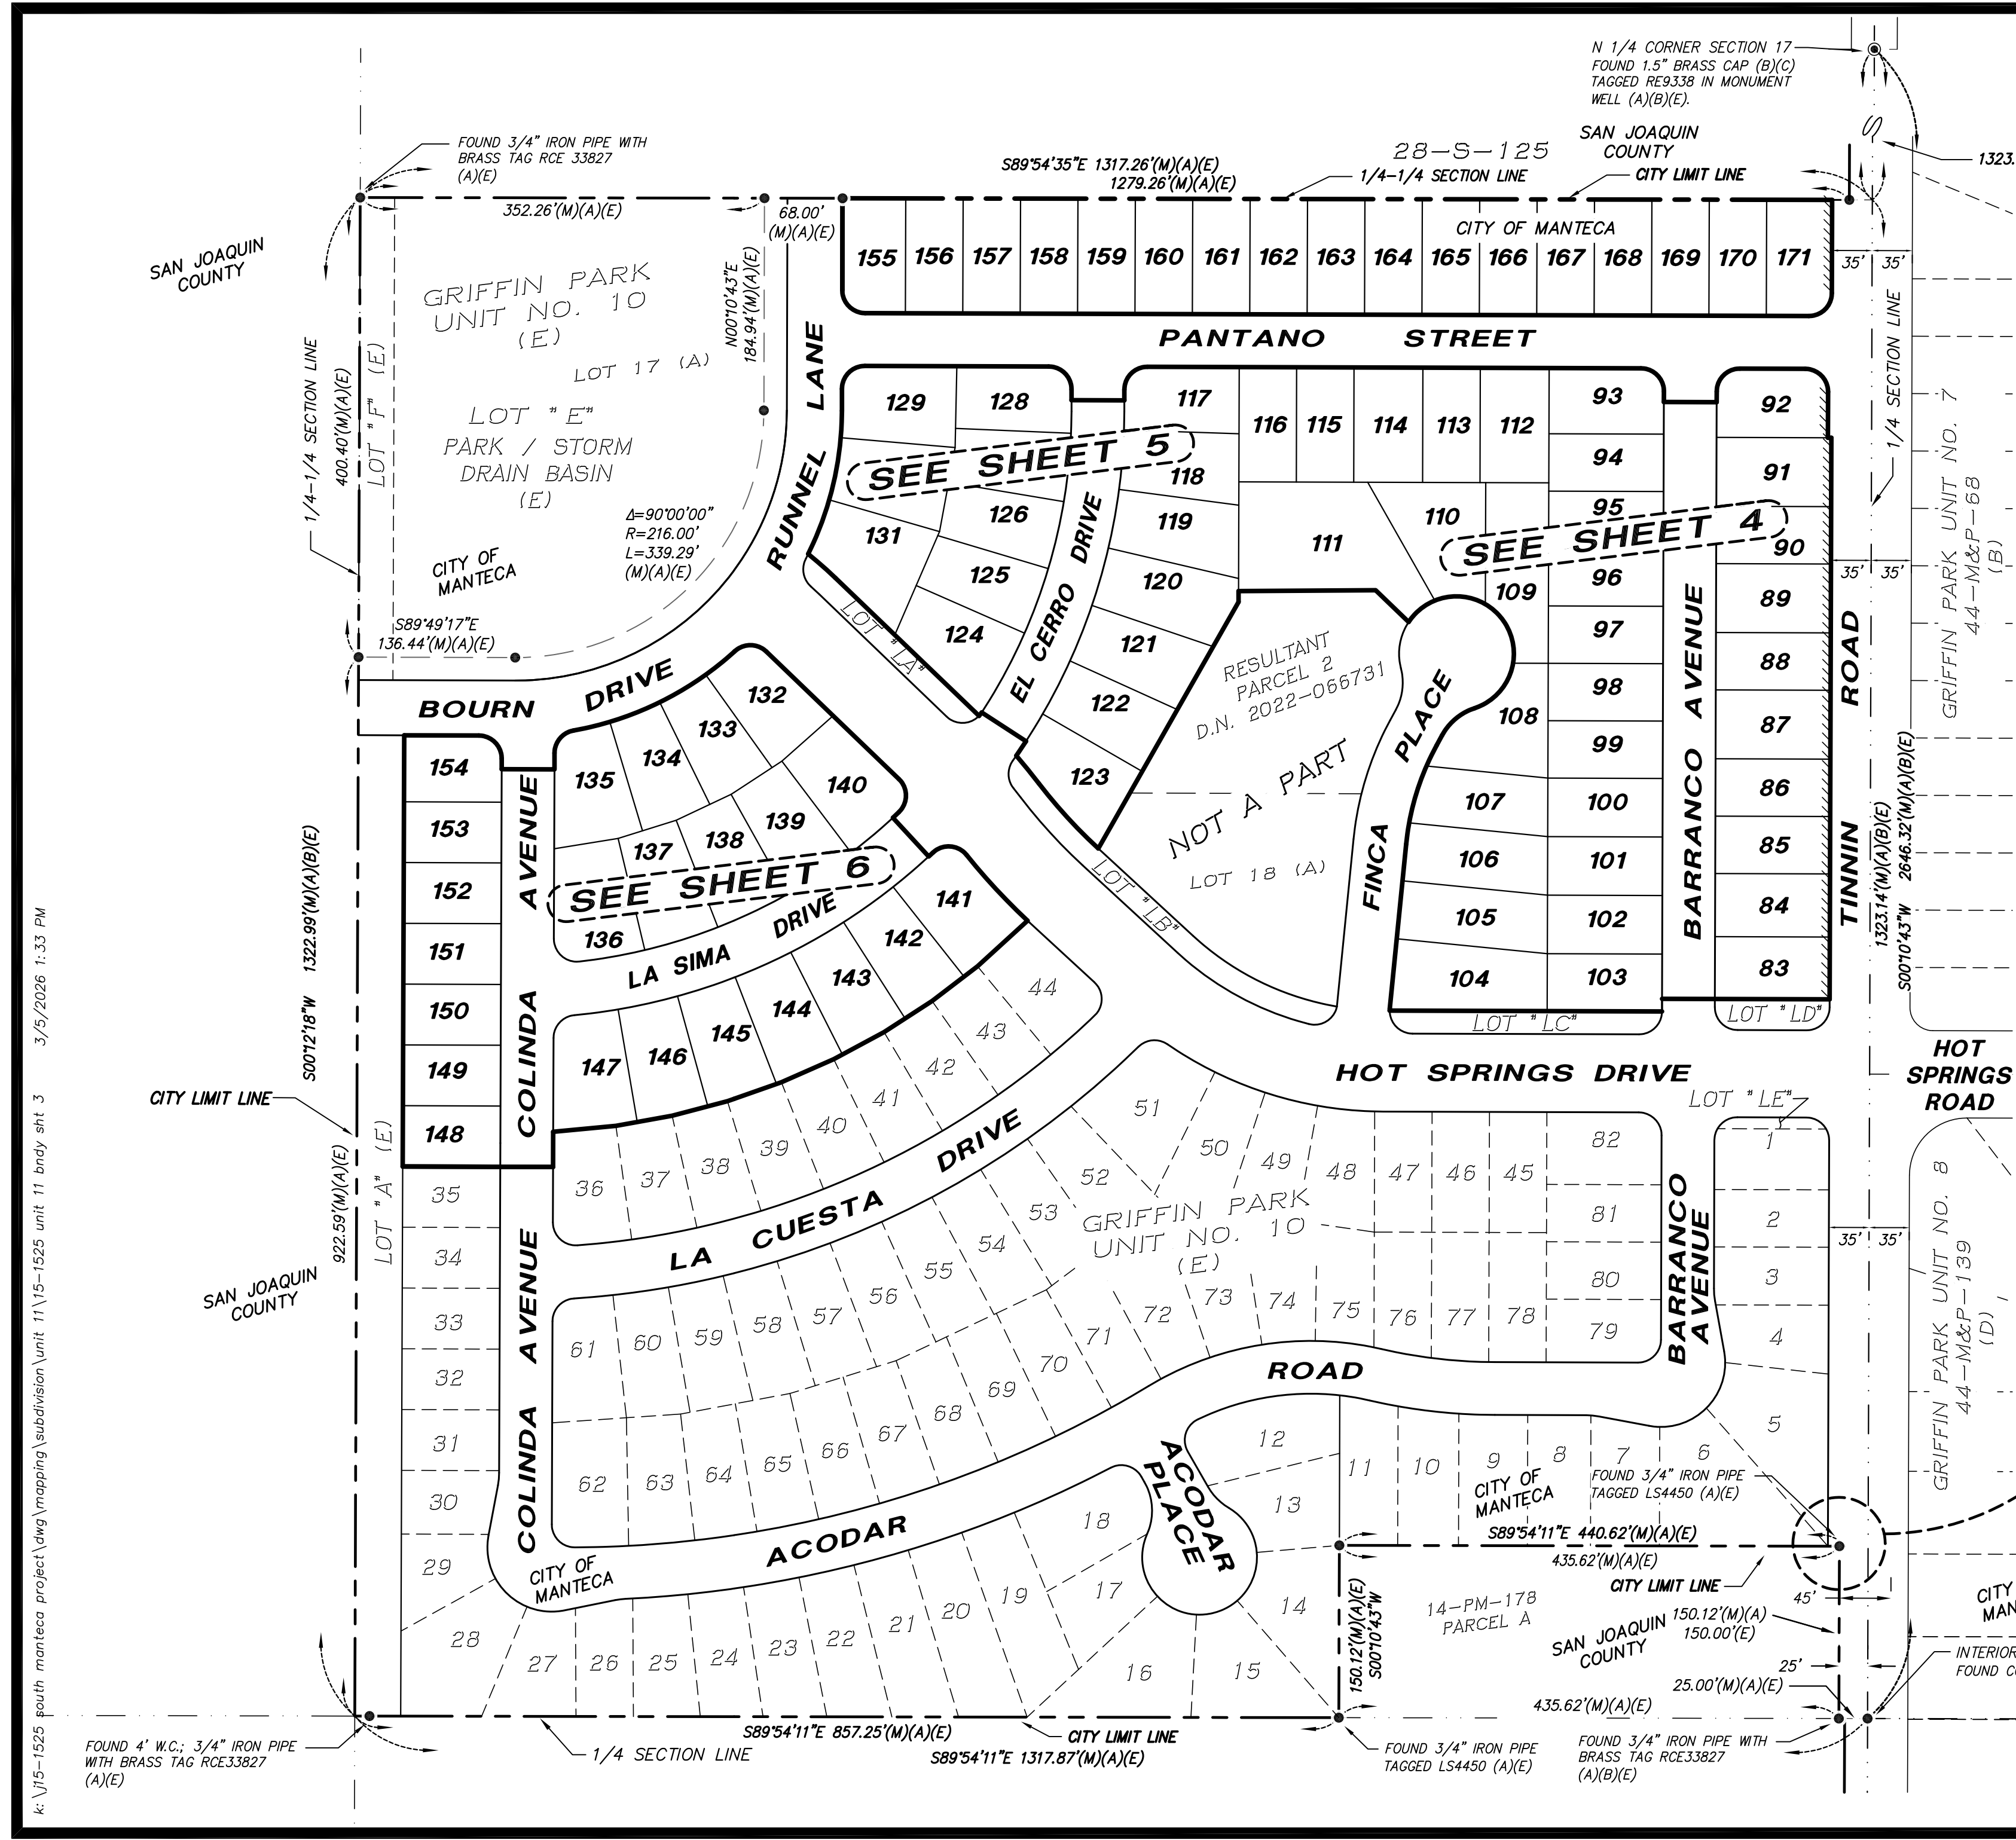 N 1/4 CORNER SECTION 17
FOUND 1.5" BRASS CAP (B)(C)
TAGGED RE9338 IN MONUMENT
WELL (A)(B)(E).
FOUND 3/4" IRON PIPE WITH
BRASS TAG RCE 33827
(A)(E)
28-S-125
SAN JOAQUIN
COUNTY
S89°54'35"E 1317.26'(M)(A)(E)
1279.26'(M)(A)(E)
1/4-1/4 SECTION LINE
CITY LIMIT LINE
S
1323.
352.26'(M)(A)(E)
68.00'
(M)(A)(E)
CITY OF MANTECA
SAN JOAQUIN
COUNTY
155 156 157 158 159 160 161 162 163 164 165 166 167 168 169 170 171
35' 35'
GRIFFIN PARK
UNIT NO. 10
(E)
LOT 17 (A)
LOT "E"
PARK / STORM
DRAIN BASIN
(E)
N00°10'43"E
184.94'(M)(A)(E)
1/4-1/4 SECTION LINE
400.40'(M)(A)(E)
LOT "F" (E)
Δ=90°00'00"
R=216.00'
L=339.29'
(M)(A)(E)
CITY OF
MANTECA
S89°49'17"E
136.44'(M)(A)(E)
RUNNEL LANE
PANTANO STREET
1/4 SECTION LINE
129 128 117 116 115 114 113 112 93 92
94 91
SEE SHEET 5
118
131 126 119 111 110 95
SEE SHEET 4
90
35' 35'
125 120 109 96 89
124 121 97 88
122 108 98 87
123 99 86
107 100 85
106 101 84
105 102 83
104 103
LOT "LA"
EL CERRO DRIVE
RESULTANT
PARCEL 2
D.N. 2022-066731
NOT A PART
LOT 18 (A)
LOT "LB"
FINCA PLACE
BARRANCO AVENUE
TINNIN ROAD
1323.14'(M)(A)(B)(E)
S00°10'43"W 2646.32'(M)(A)(B)(E)
GRIFFIN PARK UNIT NO. 7
44-M&P-68
(B)
LOT "LC"
LOT "LD"
BOURN DRIVE
132
133
134
135
154
153
152
151
150
149
148
140
139
138
137
SEE SHEET 6
136
LA SIMA DRIVE
141
142
143
144
145
146
147
COLINDA AVENUE
S00°12'18"W 1322.99'(M)(A)(B)(E)
CITY LIMIT LINE
922.59'(M)(A)(E)
LOT "A" (E)
SAN JOAQUIN
COUNTY
HOT SPRINGS DRIVE
HOT
SPRINGS
ROAD
LOT "LE"
44
43
42
41
40
39
38
37
36
35
34
33
32
31
30
29
28
LA CUESTA DRIVE
51
50
49
48
47
46
45
82
1
52
53
54
55
56
57
58
59
60
61
81
80
79
2
3
4
5
GRIFFIN PARK
UNIT NO. 10
(E)
BARRANCO
AVENUE
35' 35'
GRIFFIN PARK UNIT NO. 8
44-M&P-139
(D)
62
63
64
65
66
67
68
69
70
71
72
73
74
75
76
77
78
COLINDA AVENUE
ACODAR ROAD
ACODAR
PLACE
12
11
10
9
8
7
6
13
14
15
16
17
18
19
20
21
22
23
24
25
26
27
CITY OF
MANTECA
CITY OF
MANTECA
FOUND 3/4" IRON PIPE
TAGGED LS4450 (A)(E)
S89°54'11"E 440.62'(M)(A)(E)
435.62'(M)(A)(E)
CITY LIMIT LINE
45'
CITY
MAN
14-PM-178
PARCEL A
150.12'(M)(A)(E)
S00°10'43"W
SAN JOAQUIN
COUNTY
150.12'(M)(A)
150.00'(E)
25'
25.00'(M)(A)(E)
435.62'(M)(A)(E)
INTERIOR
FOUND C
S89°54'11"E 857.25'(M)(A)(E)
CITY LIMIT LINE
S89°54'11"E 1317.87'(M)(A)(E)
1/4 SECTION LINE
FOUND 4' W.C.; 3/4" IRON PIPE
WITH BRASS TAG RCE33827
(A)(E)
FOUND 3/4" IRON PIPE
TAGGED LS4450 (A)(E)
FOUND 3/4" IRON PIPE WITH
BRASS TAG RCE33827
(A)(B)(E)
k:\j15-1525 south manteca project\dwg\mapping\subdivision\unit 11\15-1525 unit 11 bndy sht 3 3/5/2026 1:33 PM